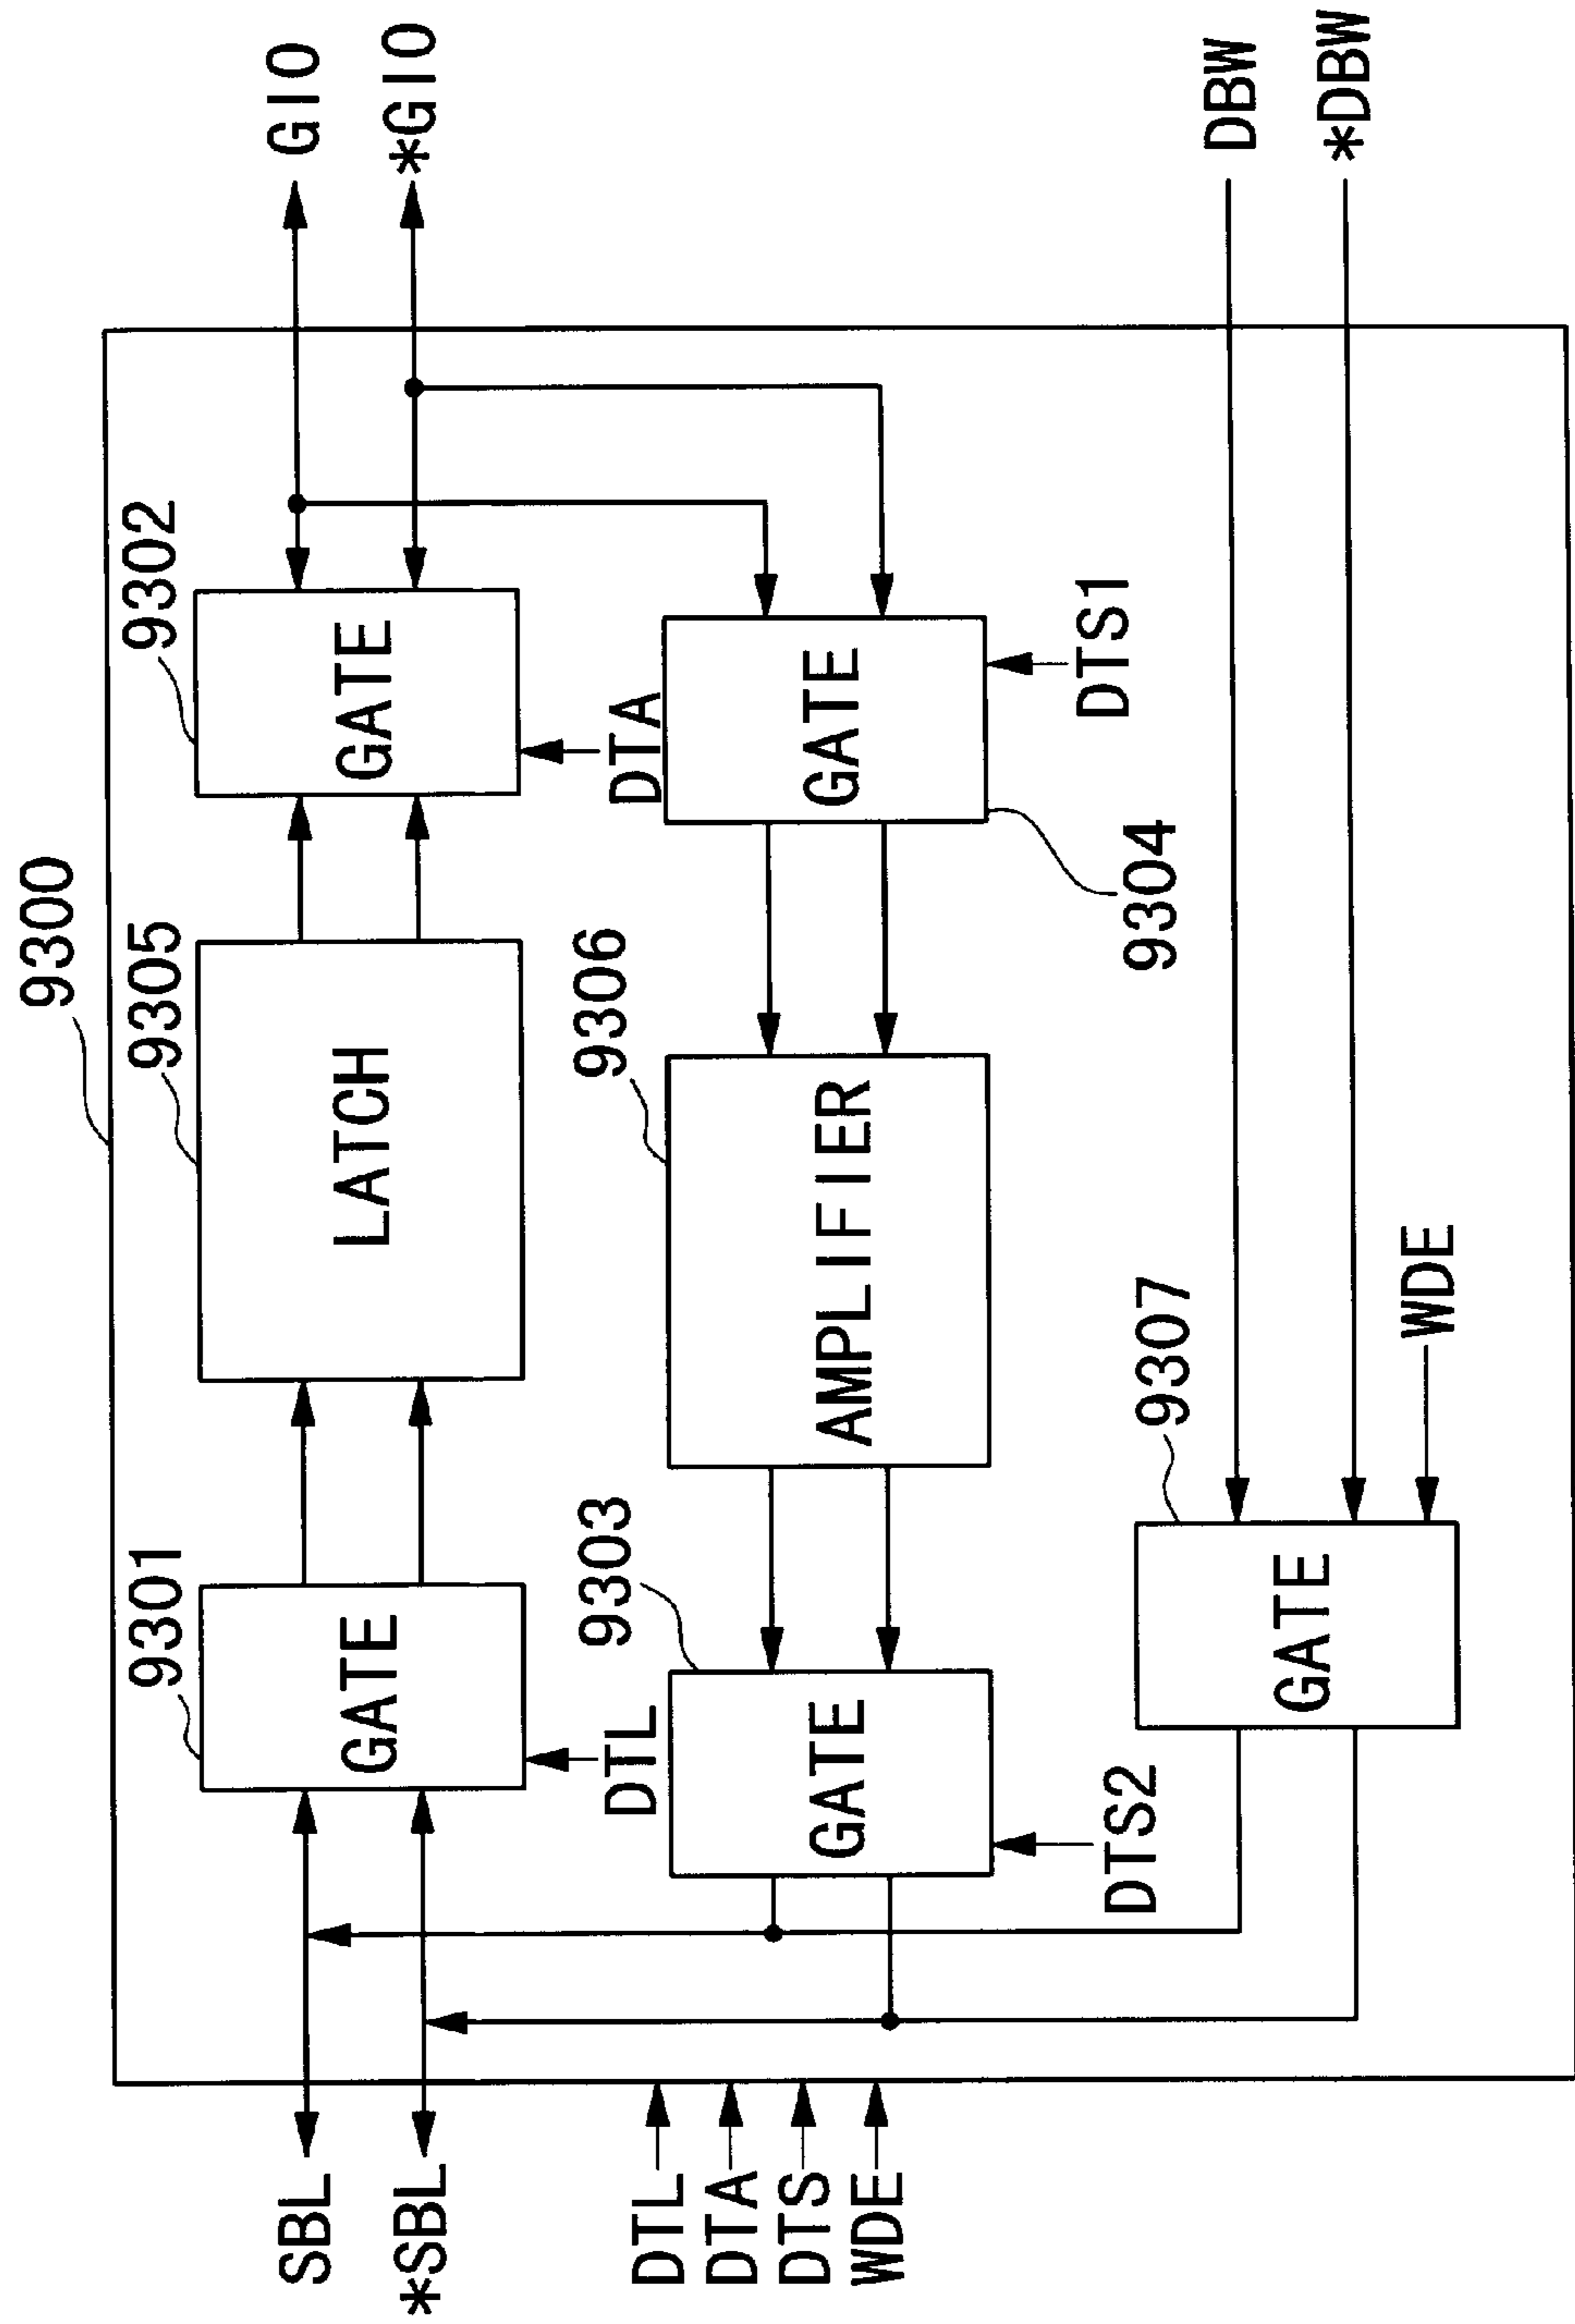 9300
9301
9305
9302
SBL
GATE
LATCH
GATE
GIO
*SBL
*GIO
9303
9306
DTL
DTA
DTL
DTA
DTS
WDE
GATE
AMPLIFIER
GATE
DTS2
9307
9304
DTS1
GATE
DBW
*DBW
WDE